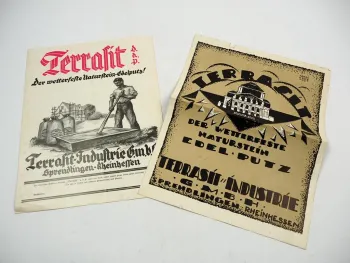 Terrasit
D.R.P.
Der wetterfeste Naturstein-Edelputz!
Terrasit-Industrie GmbH
Sprendlingen-Rheinhessen
TERRASIT
DER WETTERFESTE
NATURSTEIN
EDEL-PUTZ
TERRASIT-INDUSTRIE
G·M·B·H·
SPRENDLINGEN-RHEINHESSEN